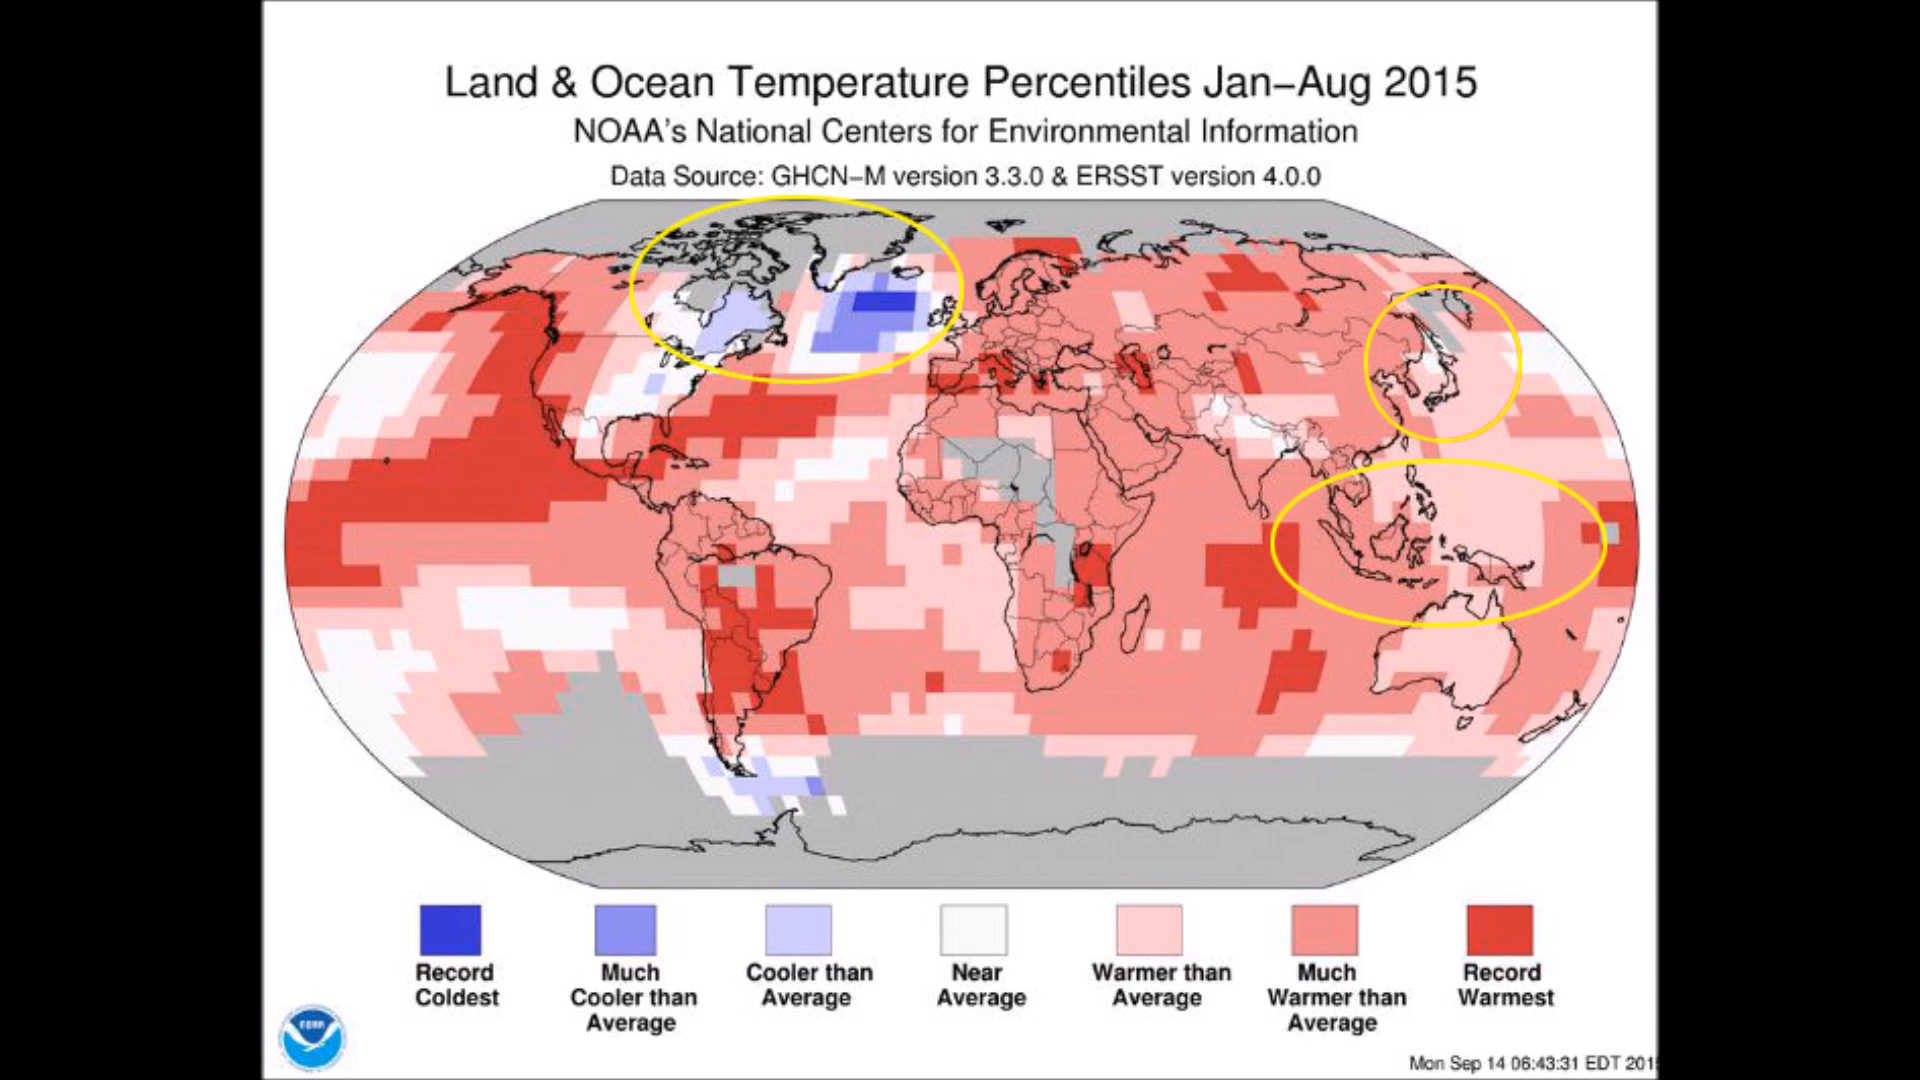 Land & Ocean Temperature Percentiles Jan–Aug 2015
NOAA's National Centers for Environmental Information
Data Source: GHCN–M version 3.3.0 & ERSST version 4.0.0
Record Coldest
Much Cooler than Average
Cooler than Average
Near Average
Warmer than Average
Much Warmer than Average
Record Warmest
NOAA
Mon Sep 14 06:43:31 EDT 201